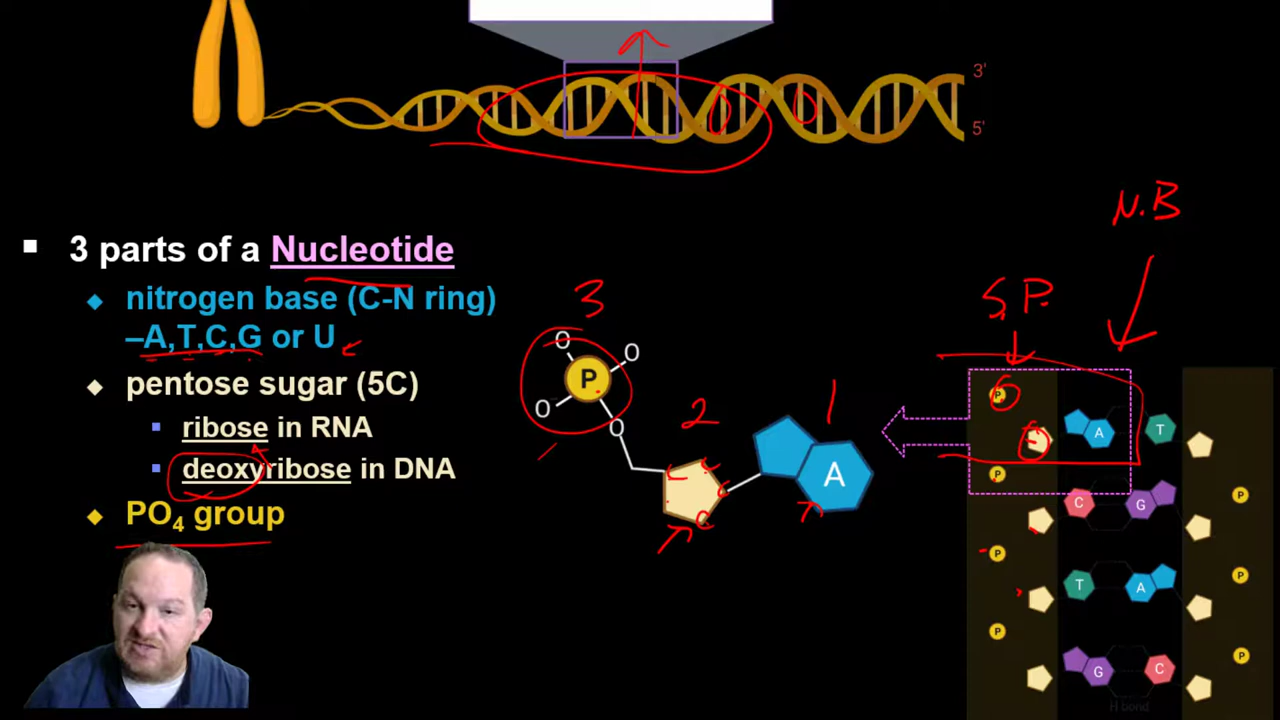 3'
5'
N.B
▪ 3 parts of a Nucleotide
◆ nitrogen base (C-N ring)
–A,T,C,G or U
◆ pentose sugar (5C)
▪ ribose in RNA
▪ deoxyribose in DNA
◆ PO4 group
3
O
O
P
O-
O
2
1
A
S.P.
P
A
T
P
C
G
P
P
T
A
P
P
G
C
P
H bond